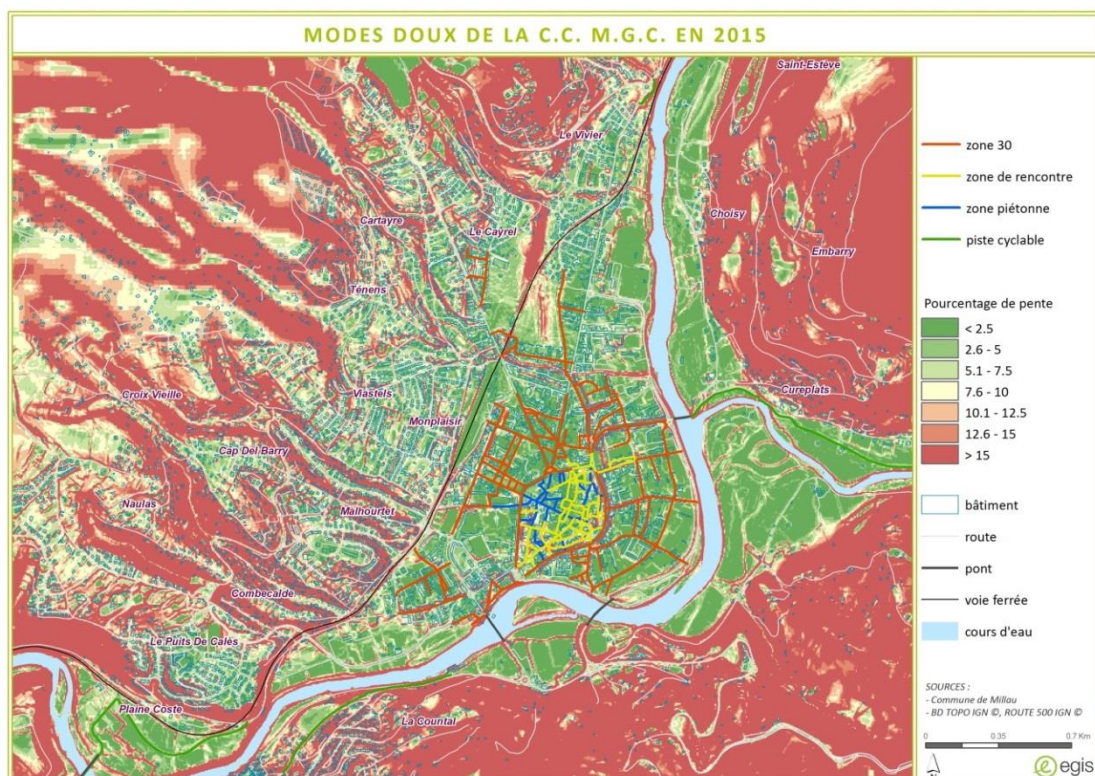 MODES DOUX DE LA C.C. M.G.C. EN 2015
Saint-Estève
Le Vivier
Choisy
Cartayre
Le Cayrel
Embarry
Ténens
Cureplats
Viastels
Croix Vieille
Monplaisir
Cap Del Barry
Naulas
Malhourtet
Combecalde
Le Puits De Calès
Plaine Coste
La Countal
zone 30
zone de rencontre
zone piétonne
piste cyclable
Pourcentage de pente
< 2.5
2.6 - 5
5.1 - 7.5
7.6 - 10
10.1 - 12.5
12.6 - 15
> 15
bâtiment
route
pont
voie ferrée
cours d'eau
SOURCES :
- Commune de Millau
- BD TOPO IGN ©, ROUTE 500 IGN ©
0 0.35 0.7 Km
egis